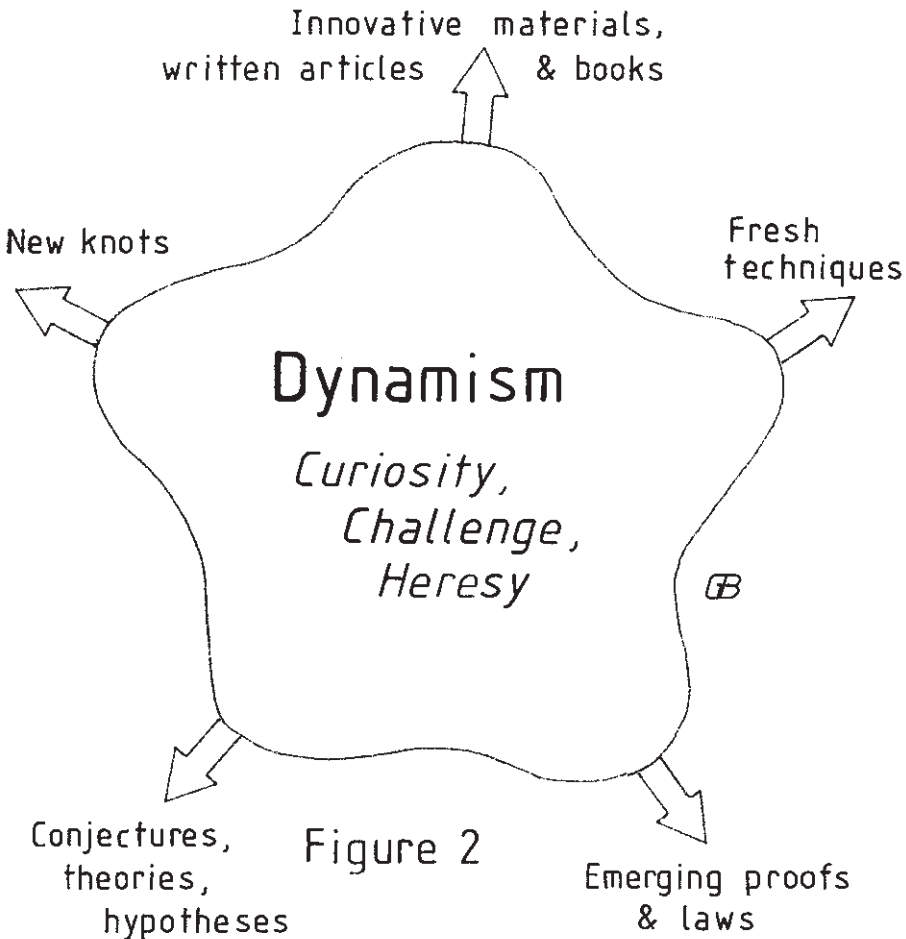 Innovative materials,
written articles & books
New knots
Fresh
techniques
Dynamism
Curiosity,
Challenge,
Heresy
GB
Conjectures,
theories,
hypotheses
Figure 2
Emerging proofs
& laws